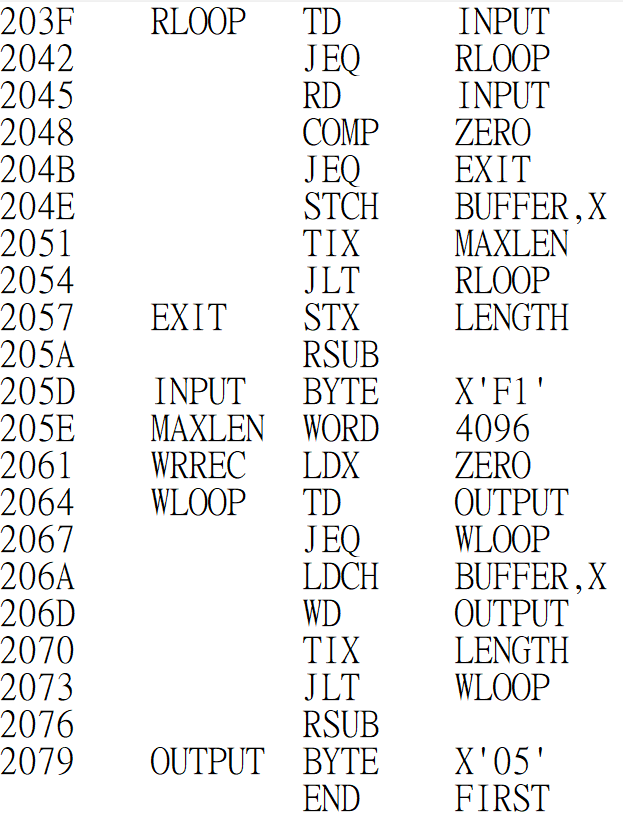 203F RLOOP TD INPUT
2042 JEQ RLOOP
2045 RD INPUT
2048 COMP ZERO
204B JEQ EXIT
204E STCH BUFFER,X
2051 TIX MAXLEN
2054 JLT RLOOP
2057 EXIT STX LENGTH
205A RSUB
205D INPUT BYTE X'F1'
205E MAXLEN WORD 4096
2061 WRREC LDX ZERO
2064 WLOOP TD OUTPUT
2067 JEQ WLOOP
206A LDCH BUFFER,X
206D WD OUTPUT
2070 TIX LENGTH
2073 JLT WLOOP
2076 RSUB
2079 OUTPUT BYTE X'05'
END FIRST